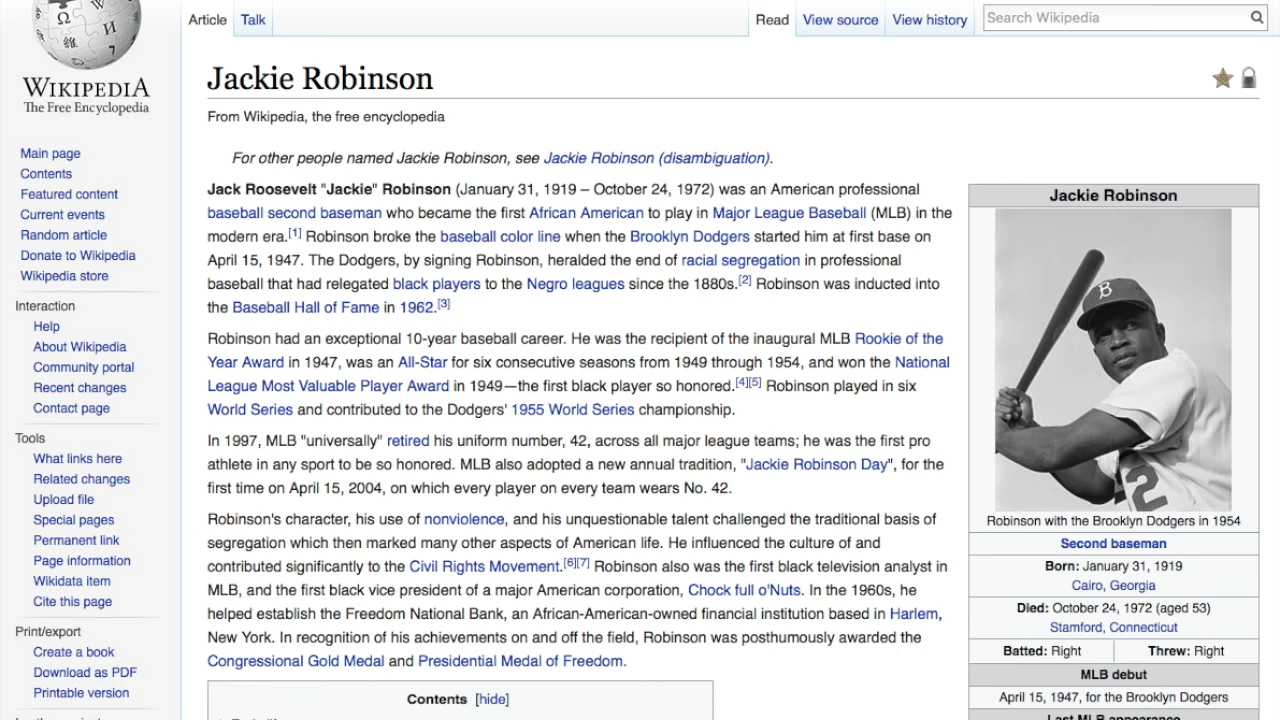 Article
Talk
Read
View source
View history
Search Wikipedia
WIKIPEDIA
The Free Encyclopedia
Main page
Contents
Featured content
Current events
Random article
Donate to Wikipedia
Wikipedia store
Interaction
Help
About Wikipedia
Community portal
Recent changes
Contact page
Tools
What links here
Related changes
Upload file
Special pages
Permanent link
Page information
Wikidata item
Cite this page
Print/export
Create a book
Download as PDF
Printable version
Jackie Robinson
From Wikipedia, the free encyclopedia
For other people named Jackie Robinson, see Jackie Robinson (disambiguation).
Jack Roosevelt "Jackie" Robinson (January 31, 1919 – October 24, 1972) was an American professional
baseball second baseman who became the first African American to play in Major League Baseball (MLB) in the
modern era.[1] Robinson broke the baseball color line when the Brooklyn Dodgers started him at first base on
April 15, 1947. The Dodgers, by signing Robinson, heralded the end of racial segregation in professional
baseball that had relegated black players to the Negro leagues since the 1880s.[2] Robinson was inducted into
the Baseball Hall of Fame in 1962.[3]
Robinson had an exceptional 10-year baseball career. He was the recipient of the inaugural MLB Rookie of the
Year Award in 1947, was an All-Star for six consecutive seasons from 1949 through 1954, and won the National
League Most Valuable Player Award in 1949—the first black player so honored.[4][5] Robinson played in six
World Series and contributed to the Dodgers' 1955 World Series championship.
In 1997, MLB "universally" retired his uniform number, 42, across all major league teams; he was the first pro
athlete in any sport to be so honored. MLB also adopted a new annual tradition, "Jackie Robinson Day", for the
first time on April 15, 2004, on which every player on every team wears No. 42.
Robinson's character, his use of nonviolence, and his unquestionable talent challenged the traditional basis of
segregation which then marked many other aspects of American life. He influenced the culture of and
contributed significantly to the Civil Rights Movement.[6][7] Robinson also was the first black television analyst in
MLB, and the first black vice president of a major American corporation, Chock full o'Nuts. In the 1960s, he
helped establish the Freedom National Bank, an African-American-owned financial institution based in Harlem,
New York. In recognition of his achievements on and off the field, Robinson was posthumously awarded the
Congressional Gold Medal and Presidential Medal of Freedom.
Contents [hide]
Jackie Robinson
B
2
Robinson with the Brooklyn Dodgers in 1954
Second baseman
Born: January 31, 1919
Cairo, Georgia
Died: October 24, 1972 (aged 53)
Stamford, Connecticut
Batted: Right
Threw: Right
MLB debut
April 15, 1947, for the Brooklyn Dodgers
Last MLB appearance